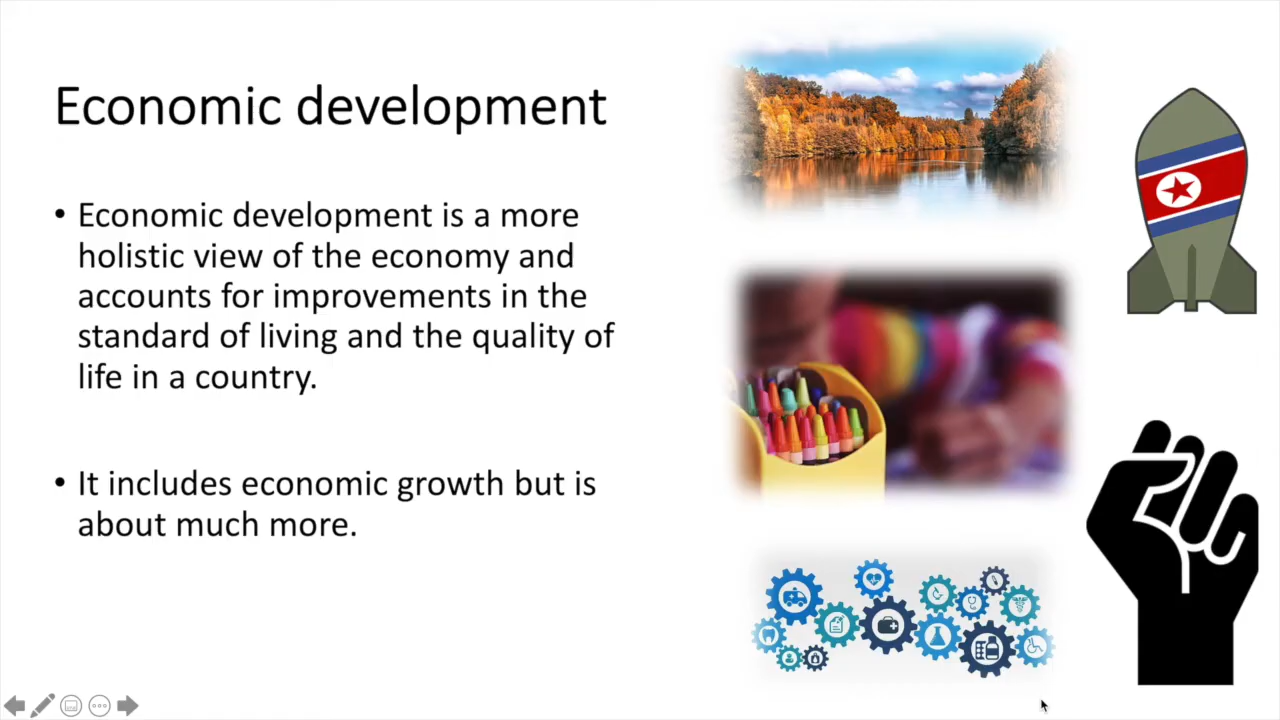 Economic development
• Economic development is a more
holistic view of the economy and
accounts for improvements in the
standard of living and the quality of
life in a country.
• It includes economic growth but is
about much more.